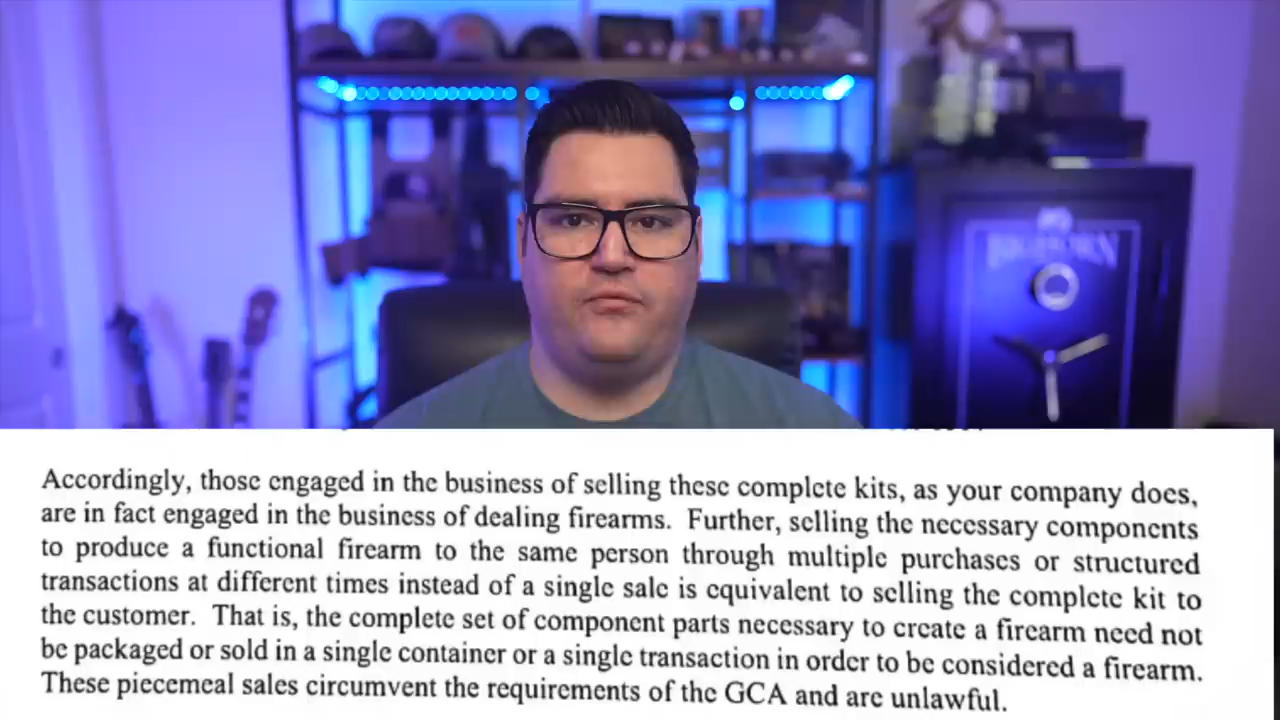 BIGHORN
Accordingly, those engaged in the business of selling these complete kits, as your company does,
are in fact engaged in the business of dealing firearms. Further, selling the necessary components
to produce a functional firearm to the same person through multiple purchases or structured
transactions at different times instead of a single sale is equivalent to selling the complete kit to
the customer. That is, the complete set of component parts necessary to create a firearm need not
be packaged or sold in a single container or a single transaction in order to be considered a firearm.
These piecemeal sales circumvent the requirements of the GCA and are unlawful.